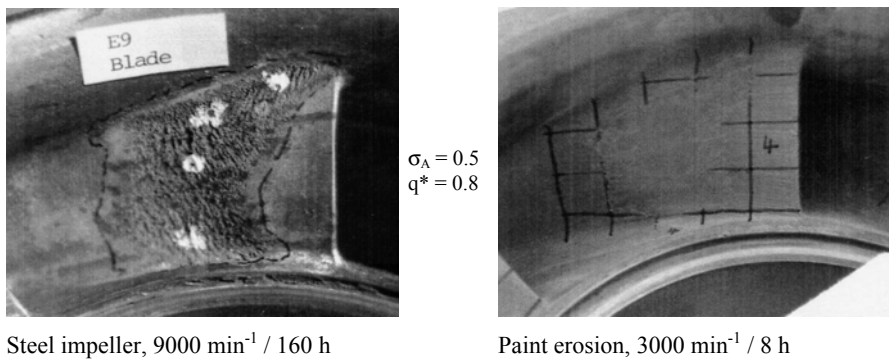 E9
Blade
σA = 0.5
q* = 0.8
4
Steel impeller, 9000 min-1 / 160 h
Paint erosion, 3000 min-1 / 8 h